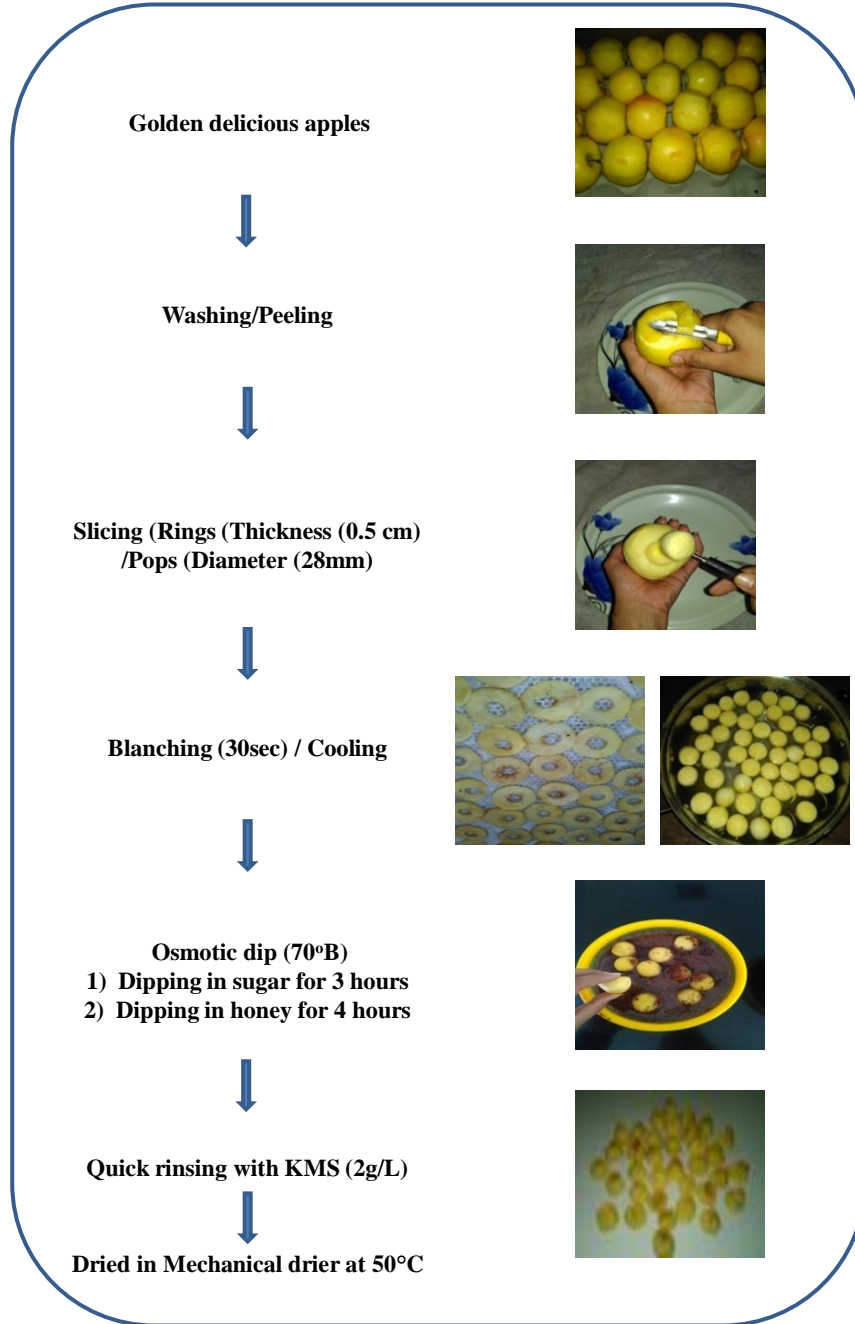 Golden delicious apples
Washing/Peeling
Slicing (Rings (Thickness (0.5 cm)
/Pops (Diameter (28mm)
Blanching (30sec) / Cooling
Osmotic dip (70ºB)
1) Dipping in sugar for 3 hours
2) Dipping in honey for 4 hours
Quick rinsing with KMS (2g/L)
Dried in Mechanical drier at 50°C